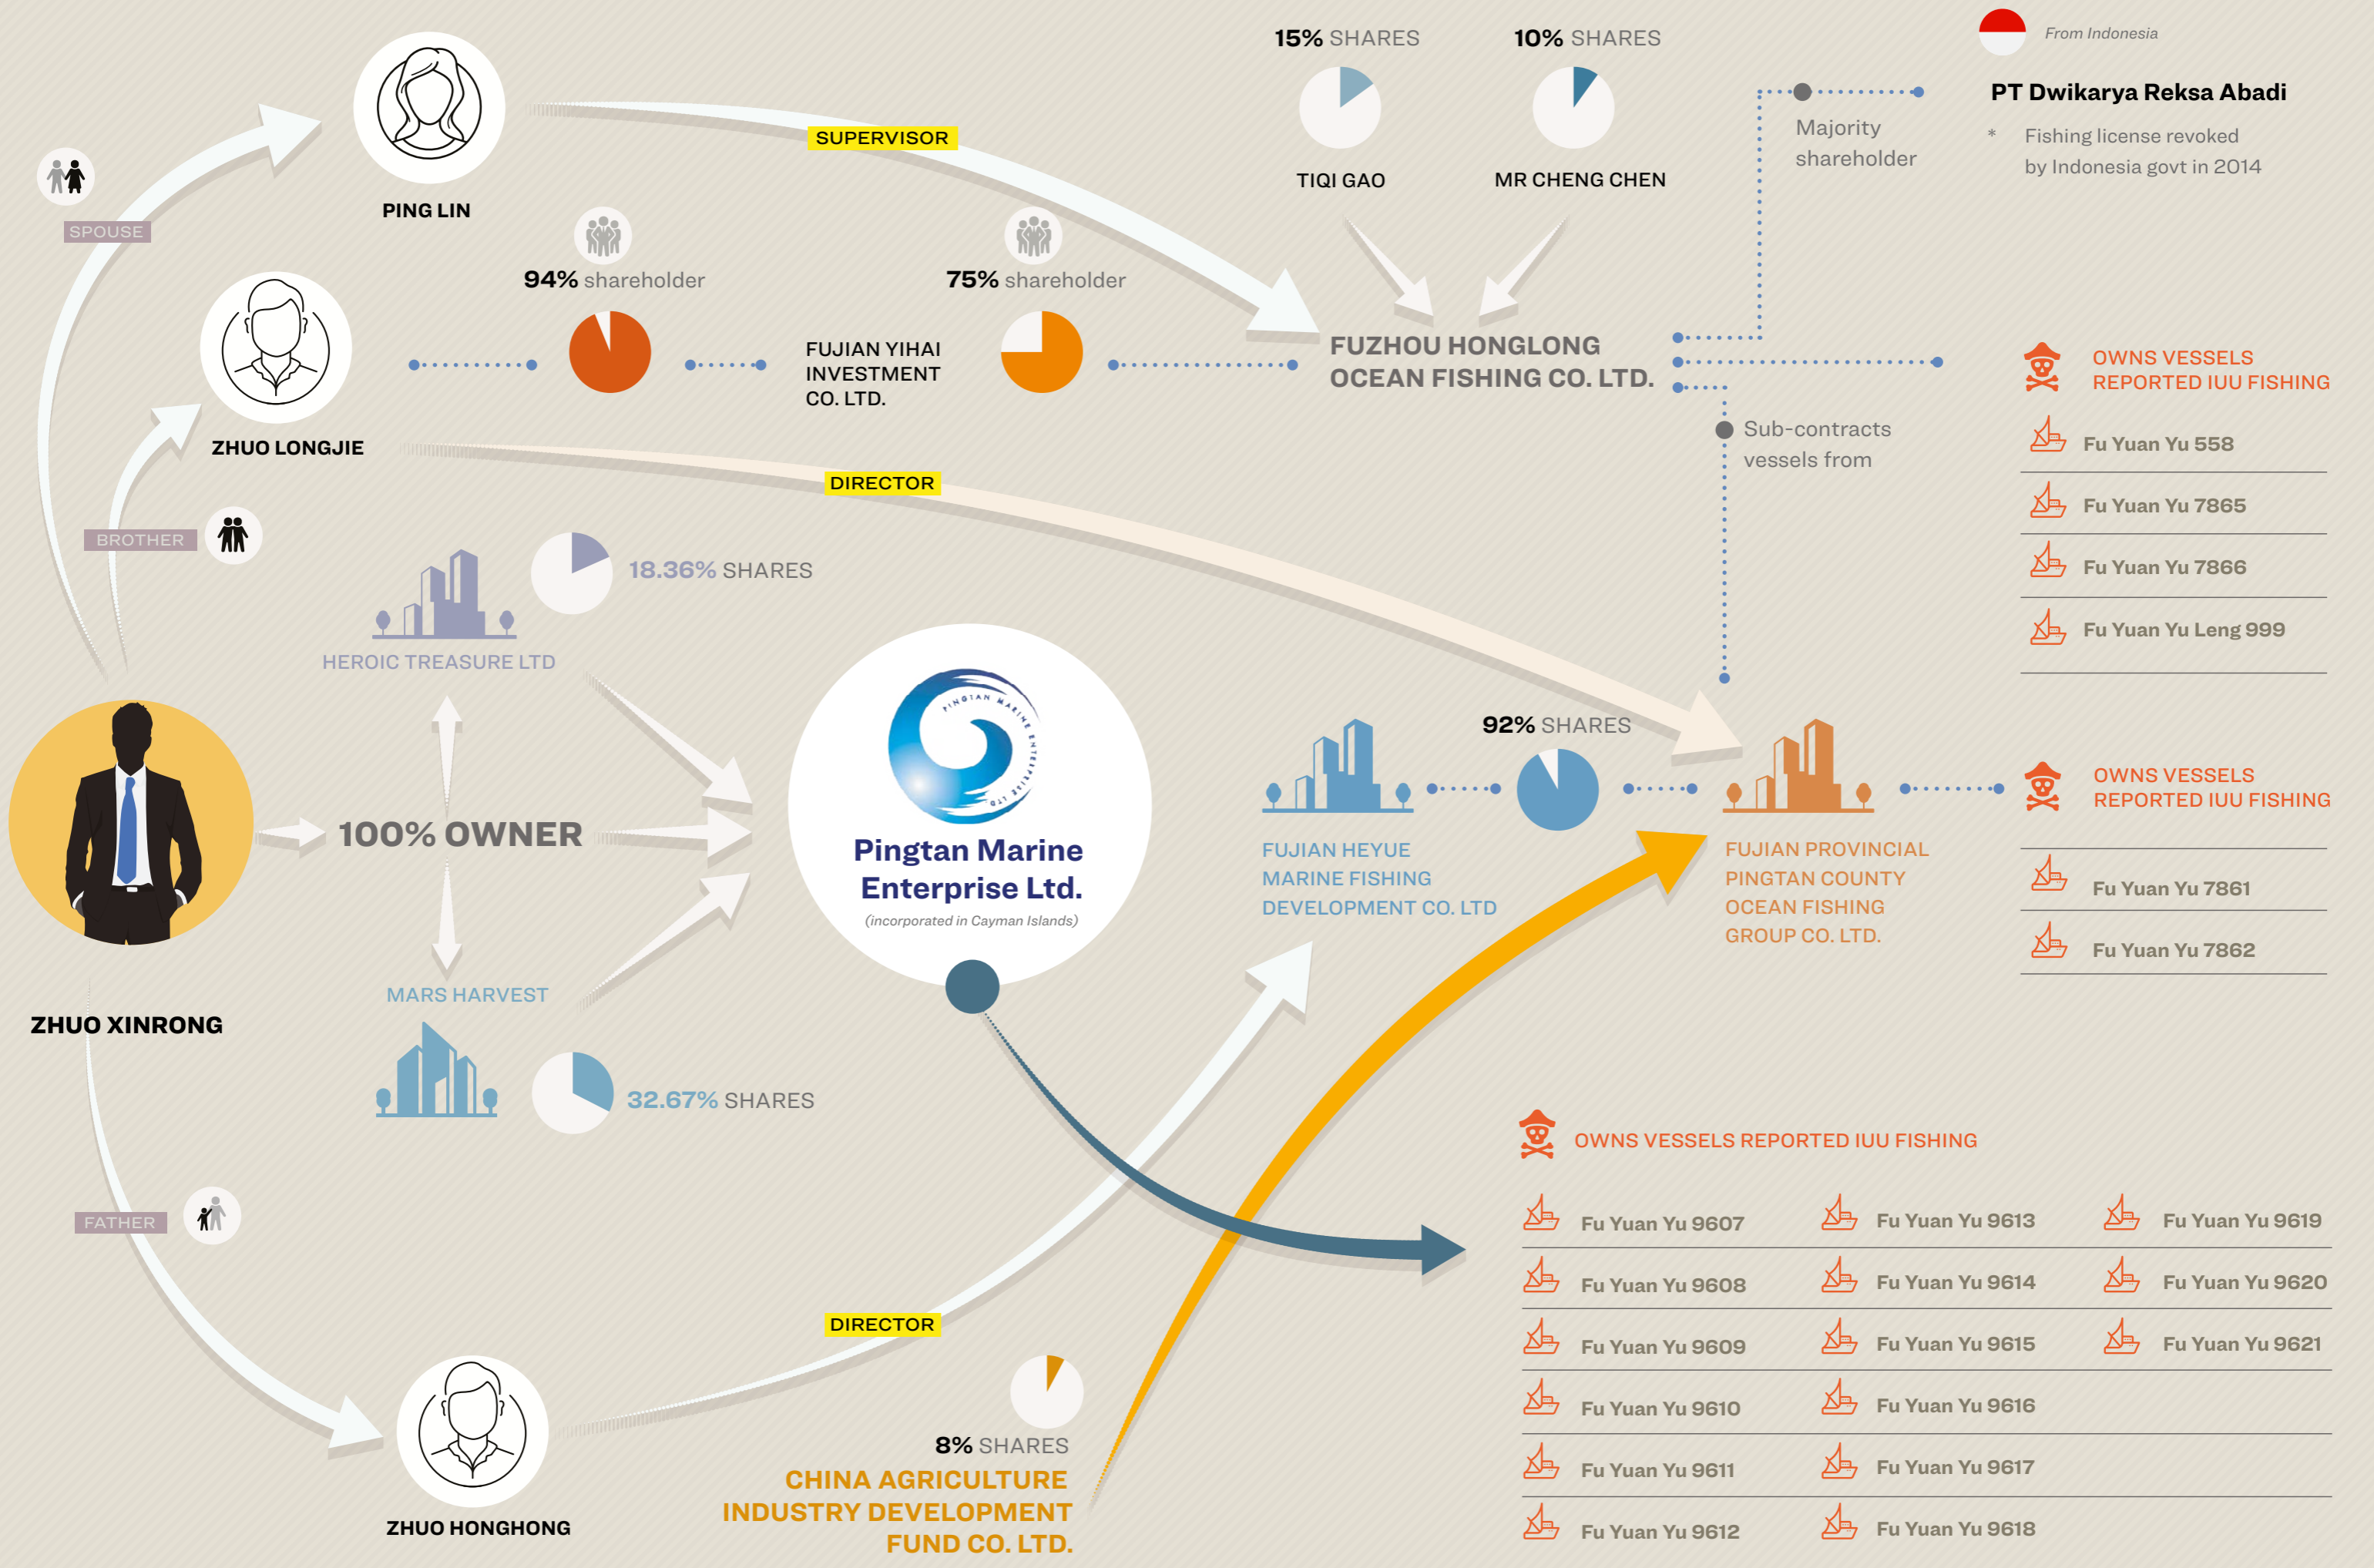 15% SHARES
TIQI GAO
10% SHARES
MR CHENG CHEN
From Indonesia
PT Dwikarya Reksa Abadi
* Fishing license revoked
by Indonesia govt in 2014
Majority
shareholder
SUPERVISOR
PING LIN
SPOUSE
94% shareholder
75% shareholder
FUJIAN YIHAI
INVESTMENT
CO. LTD.
FUZHOU HONGLONG
OCEAN FISHING CO. LTD.
OWNS VESSELS
REPORTED IUU FISHING
Fu Yuan Yu 558
Fu Yuan Yu 7865
Fu Yuan Yu 7866
Fu Yuan Yu Leng 999
Sub-contracts
vessels from
ZHUO LONGJIE
DIRECTOR
BROTHER
18.36% SHARES
HEROIC TREASURE LTD
100% OWNER
MARS HARVEST
32.67% SHARES
ZHUO XINRONG
PINGTAN MARINE ENTERPRISE LTD.
Pingtan Marine
Enterprise Ltd.
(incorporated in Cayman Islands)
92% SHARES
FUJIAN HEYUE
MARINE FISHING
DEVELOPMENT CO. LTD
FUJIAN PROVINCIAL
PINGTAN COUNTY
OCEAN FISHING
GROUP CO. LTD.
OWNS VESSELS
REPORTED IUU FISHING
Fu Yuan Yu 7861
Fu Yuan Yu 7862
FATHER
DIRECTOR
ZHUO HONGHONG
8% SHARES
CHINA AGRICULTURE
INDUSTRY DEVELOPMENT
FUND CO. LTD.
OWNS VESSELS REPORTED IUU FISHING
Fu Yuan Yu 9607
Fu Yuan Yu 9608
Fu Yuan Yu 9609
Fu Yuan Yu 9610
Fu Yuan Yu 9611
Fu Yuan Yu 9612
Fu Yuan Yu 9613
Fu Yuan Yu 9614
Fu Yuan Yu 9615
Fu Yuan Yu 9616
Fu Yuan Yu 9617
Fu Yuan Yu 9618
Fu Yuan Yu 9619
Fu Yuan Yu 9620
Fu Yuan Yu 9621